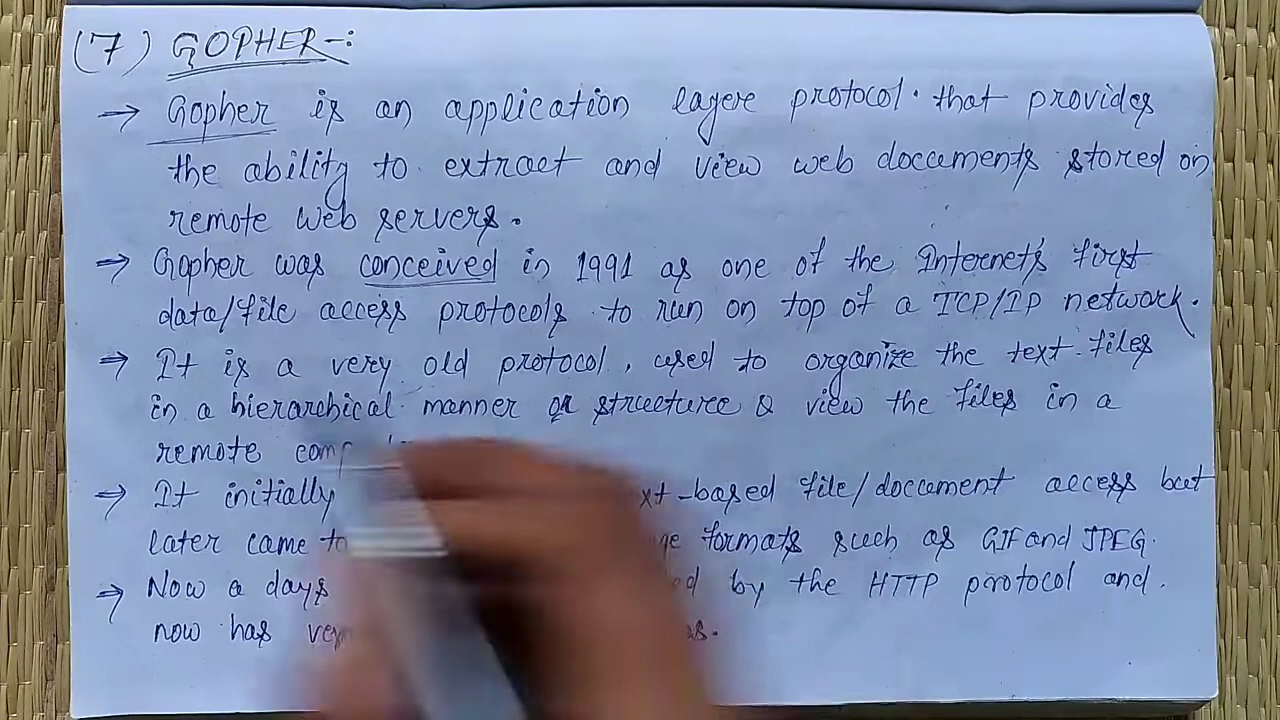 (7) GOPHER-:
→ Gopher is an application layere protocol. that provides
the ability to extract and view web documents stored on
remote web servers.
⇒ Gopher was conceived in 1991 as one of the Internet's first
data/file access protocols to run on top of a TCP/IP network.
⇒ It is a very old protocol, used to organize the text files
in a hierarchical manner or structure & view the files in a
remote
⇒ It initially -based file/document access but
later came to formats such as GIF and JPEG.
⇒ Now a days by the HTTP protocol and.
now has